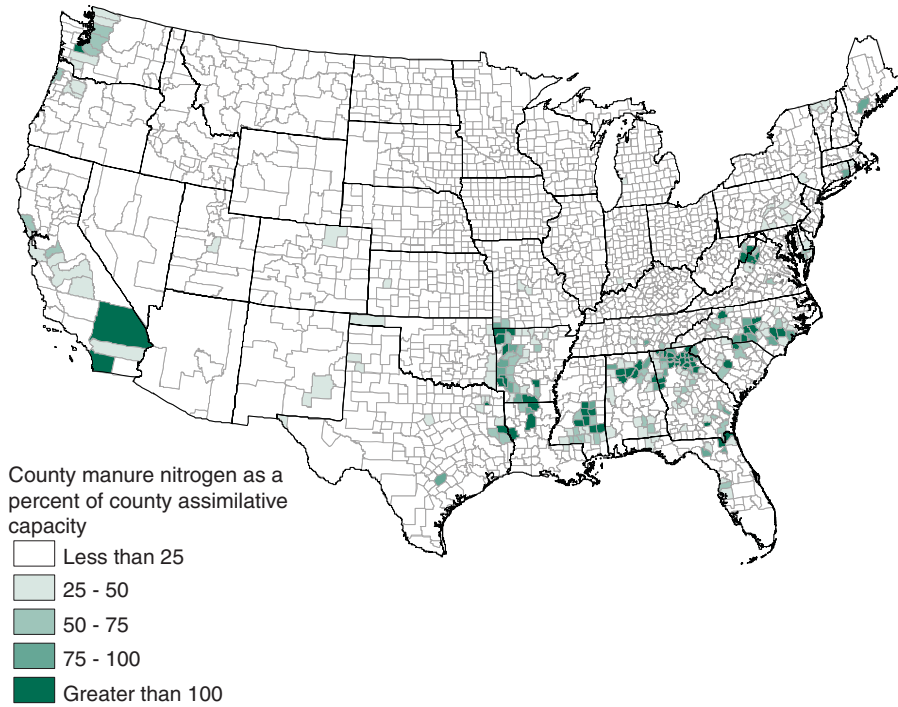 County manure nitrogen as a
percent of county assimilative
capacity
Less than 25
25 - 50
50 - 75
75 - 100
Greater than 100